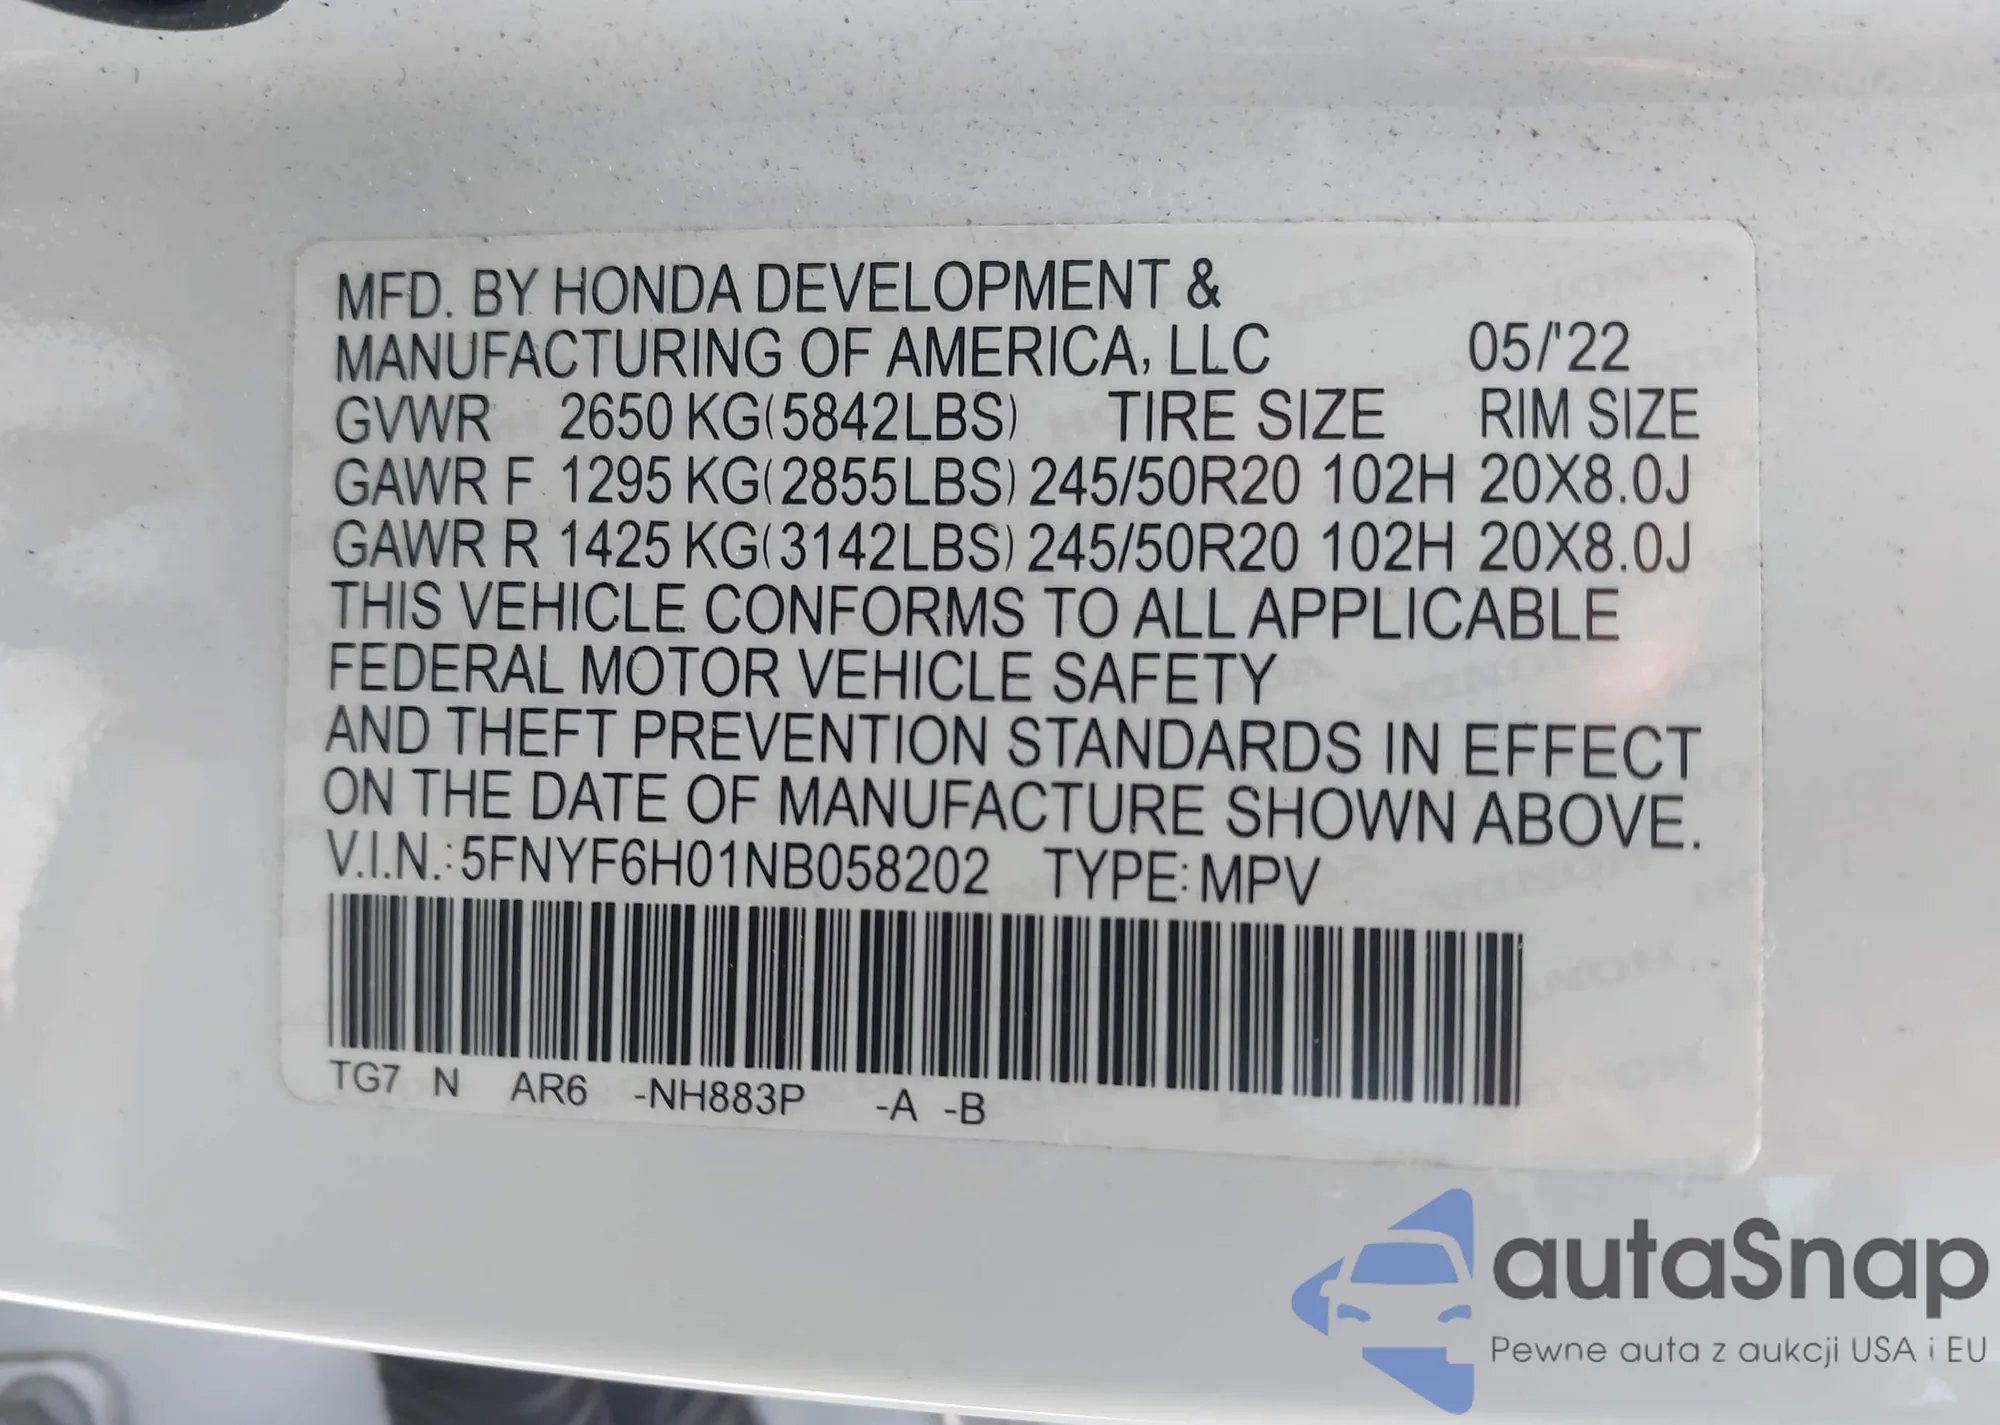 MFD. BY HONDA DEVELOPMENT &
MANUFACTURING OF AMERICA, LLC 05/'22
GVWR 2650 KG(5842LBS) TIRE SIZE RIM SIZE
GAWR F 1295 KG(2855LBS) 245/50R20 102H 20X8.0J
GAWR R 1425 KG(3142LBS) 245/50R20 102H 20X8.0J
THIS VEHICLE CONFORMS TO ALL APPLICABLE
FEDERAL MOTOR VEHICLE SAFETY
AND THEFT PREVENTION STANDARDS IN EFFECT
ON THE DATE OF MANUFACTURE SHOWN ABOVE.
V.I.N.: 5FNYF6H01NB058202 TYPE: MPV
TG7 N AR6 -NH883P -A -B
autaSnap
Pewne auta z aukcji USA i EU